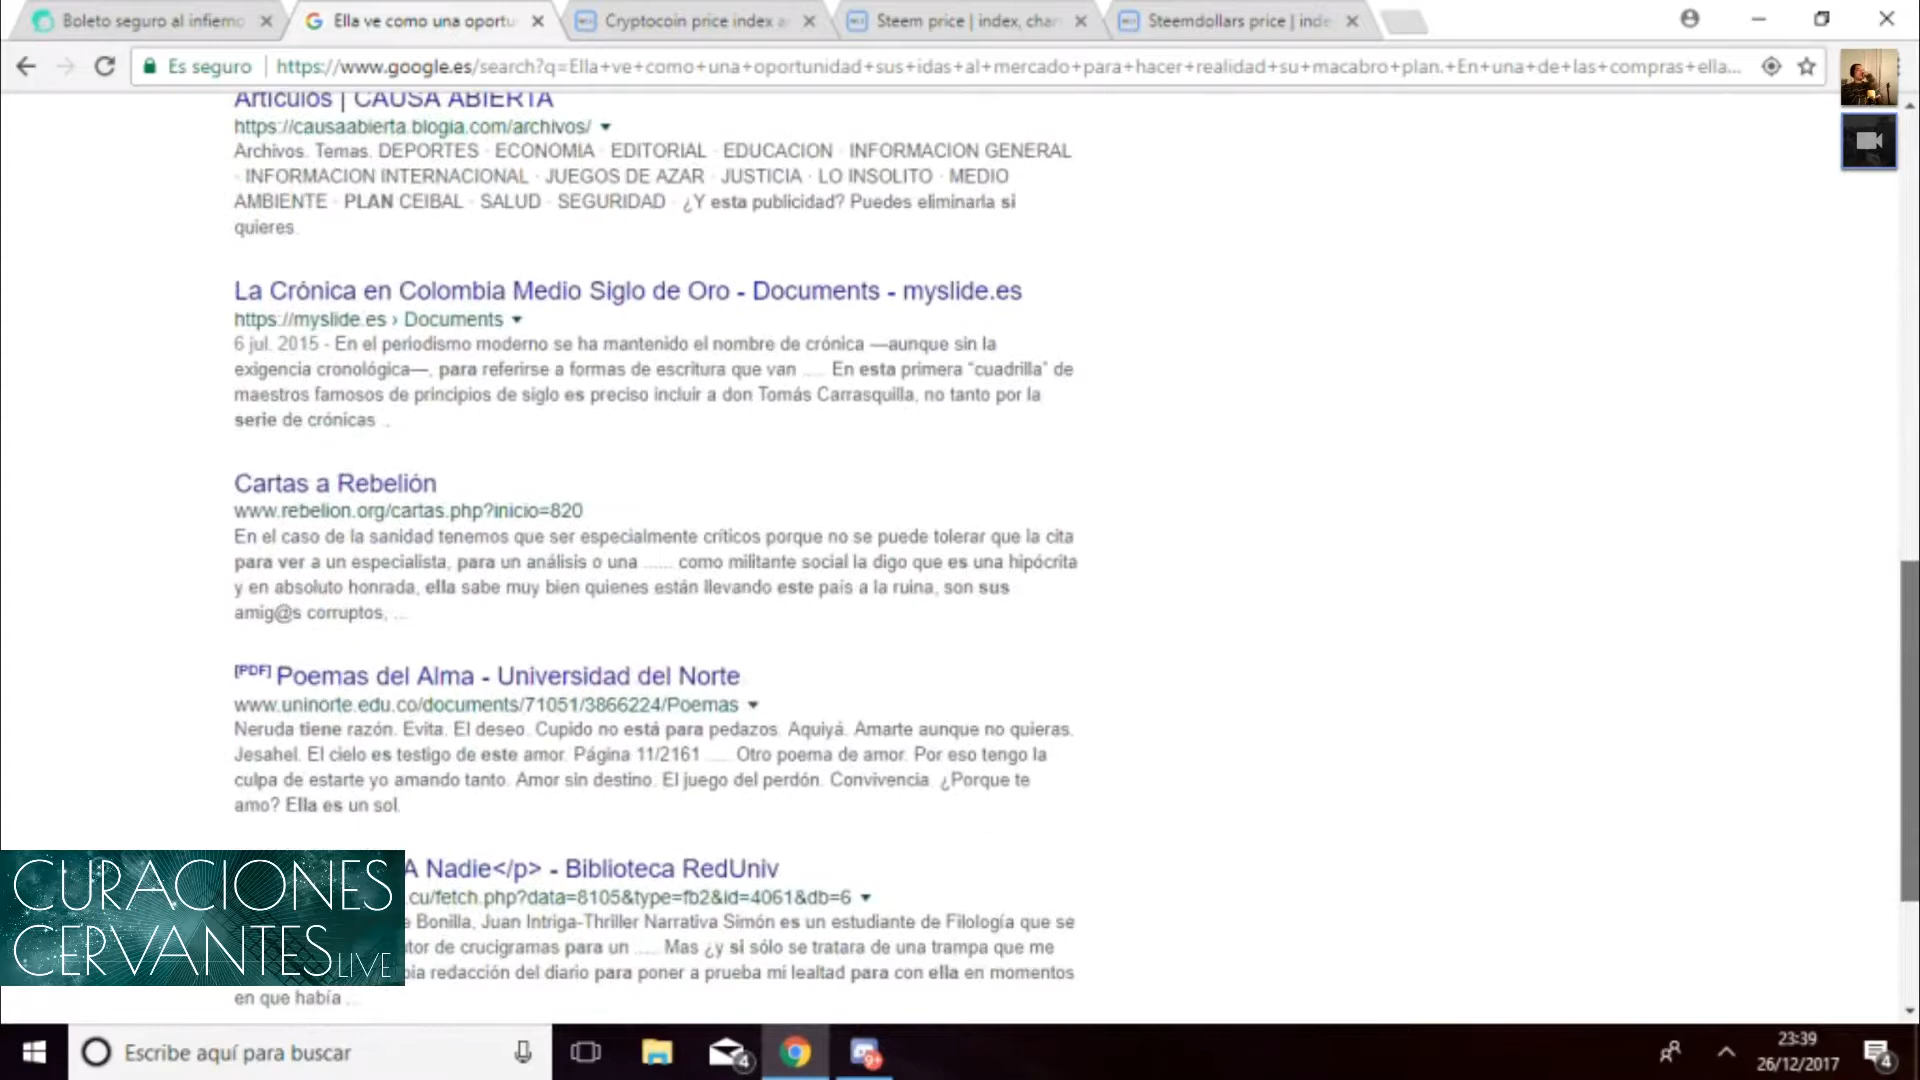 Boleto seguro al infierno
Ella ve como una oportu
Cryptocoin price index a
Steem price | index, char
Steemdollars price | inde
Es seguro
https://www.google.es/search?q=Ella+ve+como+una+oportunidad+sus+idas+al+mercado+para+hacer+realidad+su+macabro+plan.+En+una+de+las+compras+ella...
Artículos | CAUSA ABIERTA
https://causaabierta.blogia.com/archivos/
Archivos. Temas. DEPORTES · ECONOMIA · EDITORIAL · EDUCACION · INFORMACION GENERAL
· INFORMACION INTERNACIONAL · JUEGOS DE AZAR · JUSTICIA · LO INSOLITO · MEDIO
AMBIENTE · PLAN CEIBAL · SALUD · SEGURIDAD · ¿Y esta publicidad? Puedes eliminarla si
quieres.
La Crónica en Colombia Medio Siglo de Oro - Documents - myslide.es
https://myslide.es › Documents
6 jul. 2015 - En el periodismo moderno se ha mantenido el nombre de crónica —aunque sin la
exigencia cronológica—, para referirse a formas de escritura que van ..... En esta primera “cuadrilla” de
maestros famosos de principios de siglo es preciso incluir a don Tomás Carrasquilla, no tanto por la
serie de crónicas ...
Cartas a Rebelión
www.rebelion.org/cartas.php?inicio=820
En el caso de la sanidad tenemos que ser especialmente críticos porque no se puede tolerar que la cita
para ver a un especialista, para un análisis o una ...... como militante social la digo que es una hipócrita
y en absoluto honrada, ella sabe muy bien quienes están llevando este país a la ruina, son sus
amig@s corruptos, ...
[PDF] Poemas del Alma - Universidad del Norte
www.uninorte.edu.co/documents/71051/3866224/Poemas
Neruda tiene razón. Evita. El deseo. Cupido no está para pedazos. Aquiyá. Amarte aunque no quieras.
Jesahel. El cielo es testigo de este amor. Página 11/2161 ..... Otro poema de amor. Por eso tengo la
culpa de estarte yo amando tanto. Amor sin destino. El juego del perdón. Convivencia. ¿Porque te
amo? Ella es un sol.
A Nadie</p> - Biblioteca RedUniv
.cu/fetch.php?data=8105&type=fb2&id=4061&db=6
e Bonilla, Juan Intriga-Thriller Narrativa Simón es un estudiante de Filología que se
tor de crucigramas para un ..... Mas ¿y si sólo se tratara de una trampa que me
bia redacción del diario para poner a prueba mi lealtad para con ella en momentos
en que había ...
CURACIONES
CERVANTES LIVE
Escribe aquí para buscar
4
9+
23:39
26/12/2017
4